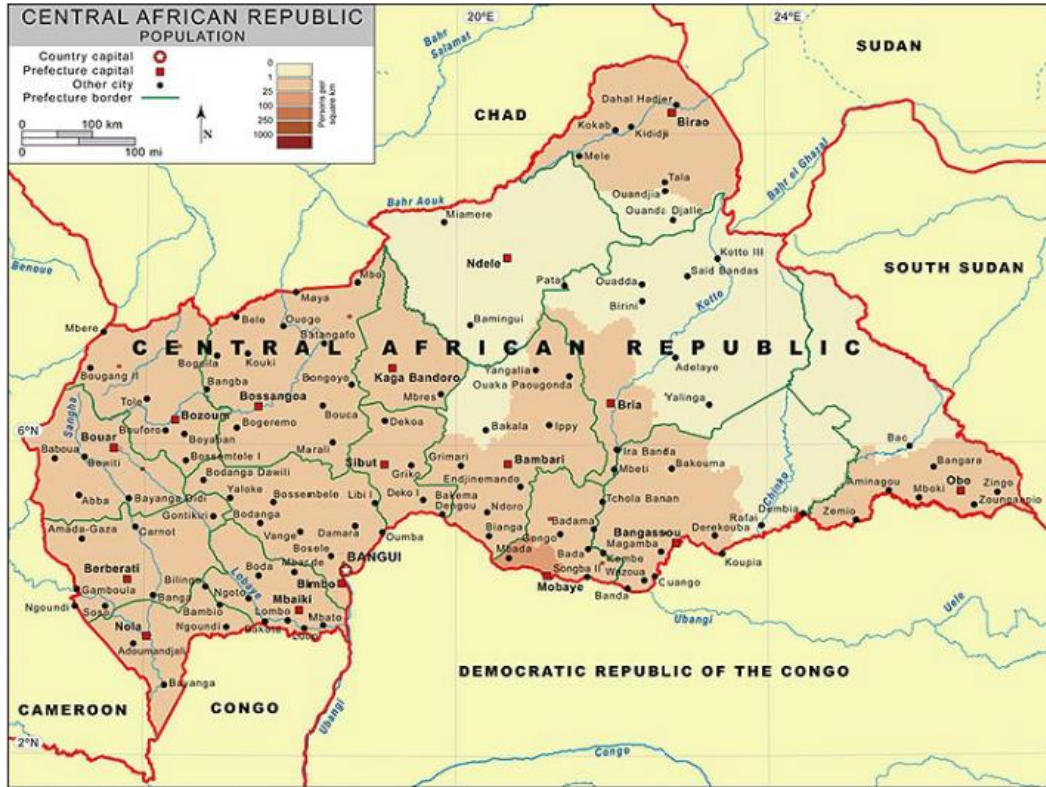 CENTRAL AFRICAN REPUBLIC
POPULATION
Country capital
Prefecture capital
Other city
Prefecture border
0 100 km
0 100 mi
N
0
1
25
100
250
1000
Persons per
square km
20°E
24°E
SUDAN
Bahr
Salamat
CHAD
Dahal Hadjer
Birao
Kokab
Kididji
Mele
Tala
Ouandjia
Ouanda Djalle
Bahr el Ghazal
Bahr Aouk
Miamere
Benoue
Ndele
Kotto III
Said Bandas
Pata
Ouadda
Birini
Kotto
SOUTH SUDAN
Mbo
Maya
Mbere
Bele
Ouogo
Batangafo
Bamingui
CENTRAL AFRICAN REPUBLIC
Bougang II
Kouki
Bangba
Bongoyo
Kaga Bandoro
Yangalia
Ouaka Paougonda
Adelaye
Tole
Bossangoa
Mbres
Bria
Yalinga
Sangha
Bozoum
Bouca
6°N
Bouforo
Bogeremo
Dekoa
Bakala
Ippy
Bouar
Boyaban
Marali
Bac
Baboua
Bewiti
Bossemtele I
Sibut
Grimari
Bambari
Ira Banda
Mbeti
Bakouma
Bangara
Bodanga Dawili
Griko
Endjinemando
Obo
Zingo
Abba
Bayanga Didi
Yaloke
Bossembele
Libi I
Deko I
Bakema
Tchola Banan
Chinko
Aminagou
Mboki
Gontikiri
Bodanga
Dengou
Ndoro
Rafai
Dembia
Zemio
Amada-Gaza
Carnot
Vange
Damara
Oumba
Bianga
Badama
Bangassou
Derekouba
Bosele
BANGUI
Gongo
Magamba
Mbada
Bada
Kembe
Koupia
Berberati
Boda
Songba II
Wazoua
Bilingo
Lobaye
Bimbo
Mobaye
Cuango
Gamboula
Banga
Ngoto
Mbaiki
Banda
Ngoundi
Sosa
Bambio
Lombo
Mbato
Ubangi
Uele
Nola
Ngoundi
Adoumandjali
Bayanga
DEMOCRATIC REPUBLIC OF THE CONGO
CAMEROON
CONGO
Ubangi
2°N
Congo